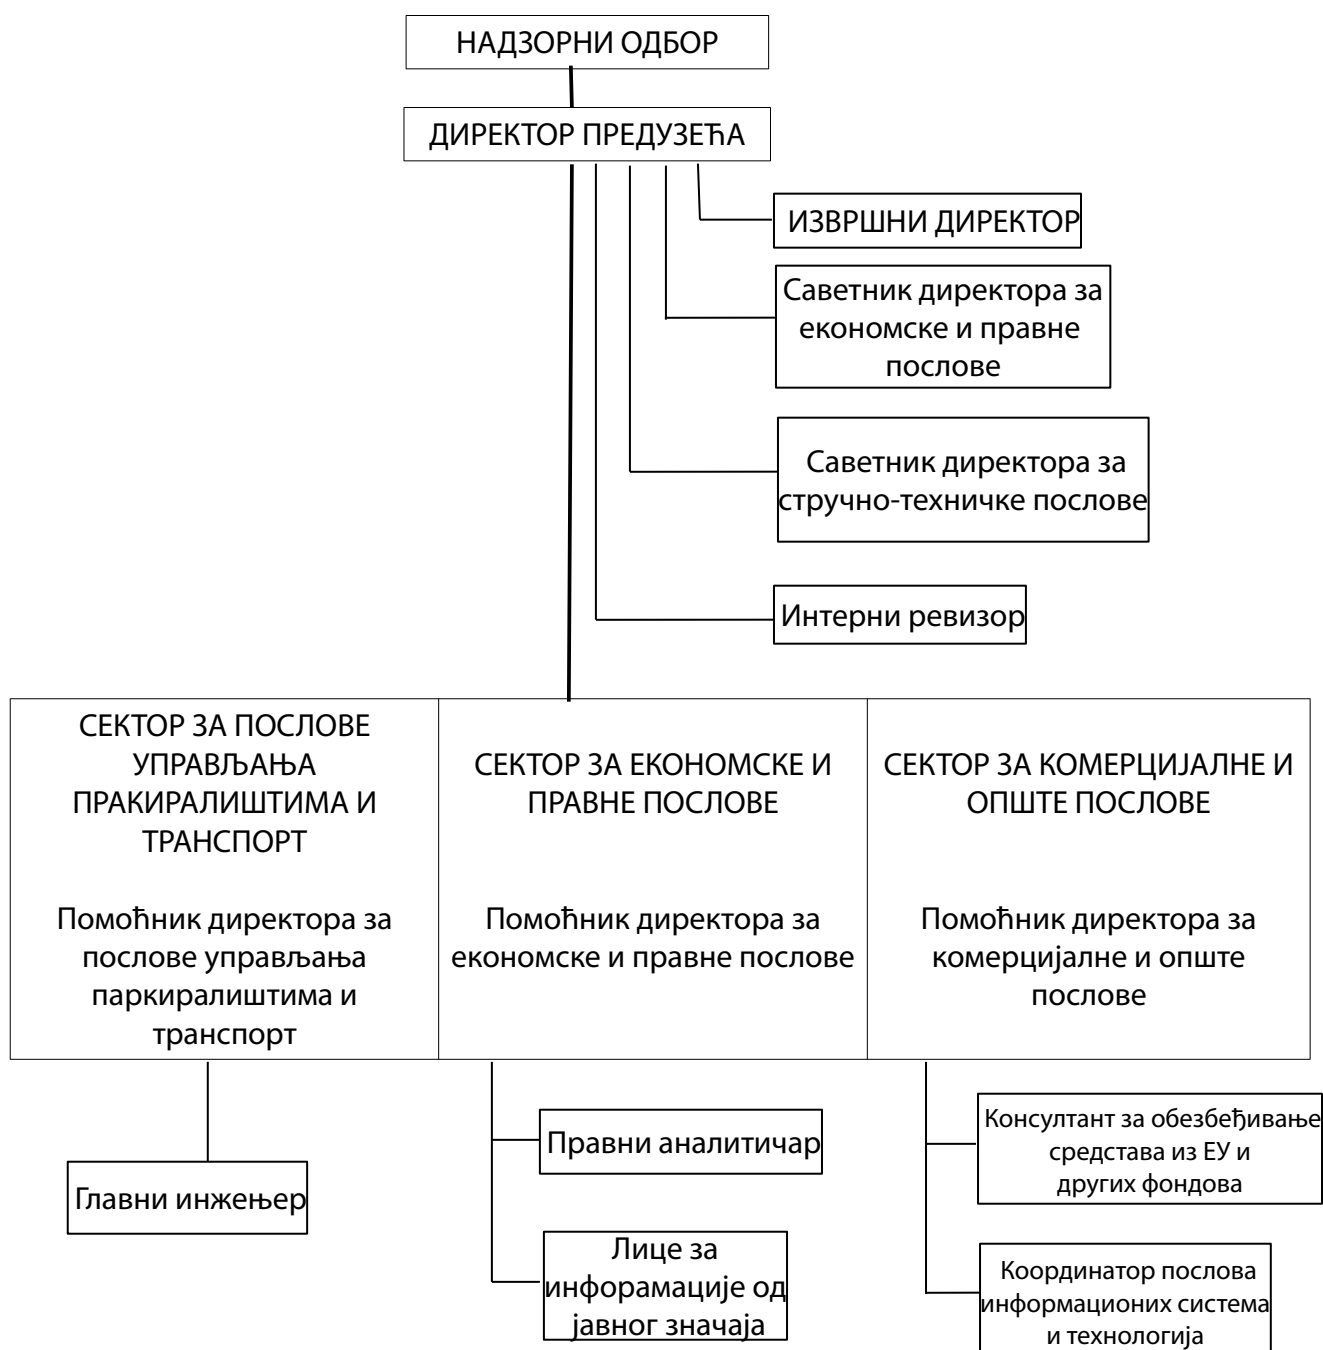 НАДЗОРНИ ОДБОР
ДИРЕКТОР ПРЕДУЗЕЋА
ИЗВРШНИ ДИРЕКТОР
Саветник директора за
економске и правне
послове
Саветник директора за
стручно-техничке послове
Интерни ревизор
СЕКТОР ЗА ПОСЛОВЕ
УПРАВЉАЊА
ПРАКИРАЛИШТИМА И
ТРАНСПОРТ
Помоћник директора за
послове управљања
паркиралиштима и
транспорт
СЕКТОР ЗА ЕКОНОМСКЕ И
ПРАВНЕ ПОСЛОВЕ
Помоћник директора за
економске и правне послове
СЕКТОР ЗА КОМЕРЦИЈАЛНЕ И
ОПШТЕ ПОСЛОВЕ
Помоћник директора за
комерцијалне и опште
послове
Главни инжењер
Правни аналитичар
Лице за
инфорамације од
јавног значаја
Консултант за обезбеђивање
средстава из ЕУ и
других фондова
Координатор послова
информационих система
и технологија